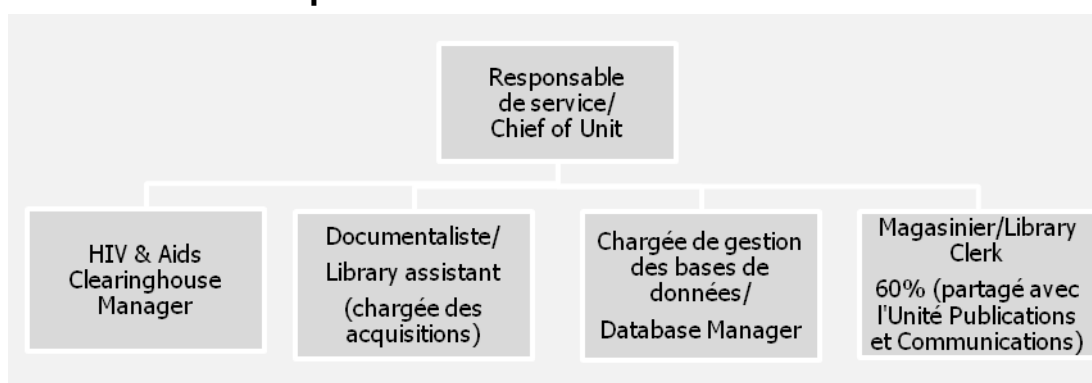 Responsable
de service/
Chief of Unit
HIV & Aids
Clearinghouse
Manager
Documentaliste/
Library assistant
(chargée des
acquisitions)
Chargée de gestion
des bases de
données/
Database Manager
Magasinier/Library
Clerk
60% (partagé avec
l'Unité Publications
et Communications)